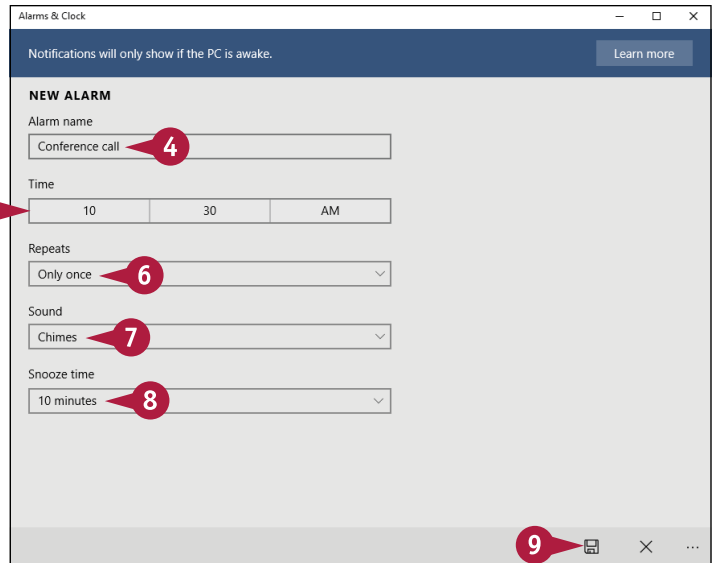 Alarms & Clock
Notifications will only show if the PC is awake.
Learn more
NEW ALARM
Alarm name
Conference call 4
Time
10 30 AM
Repeats
Only once 6
Sound
Chimes 7
Snooze time
10 minutes 8
9 ...